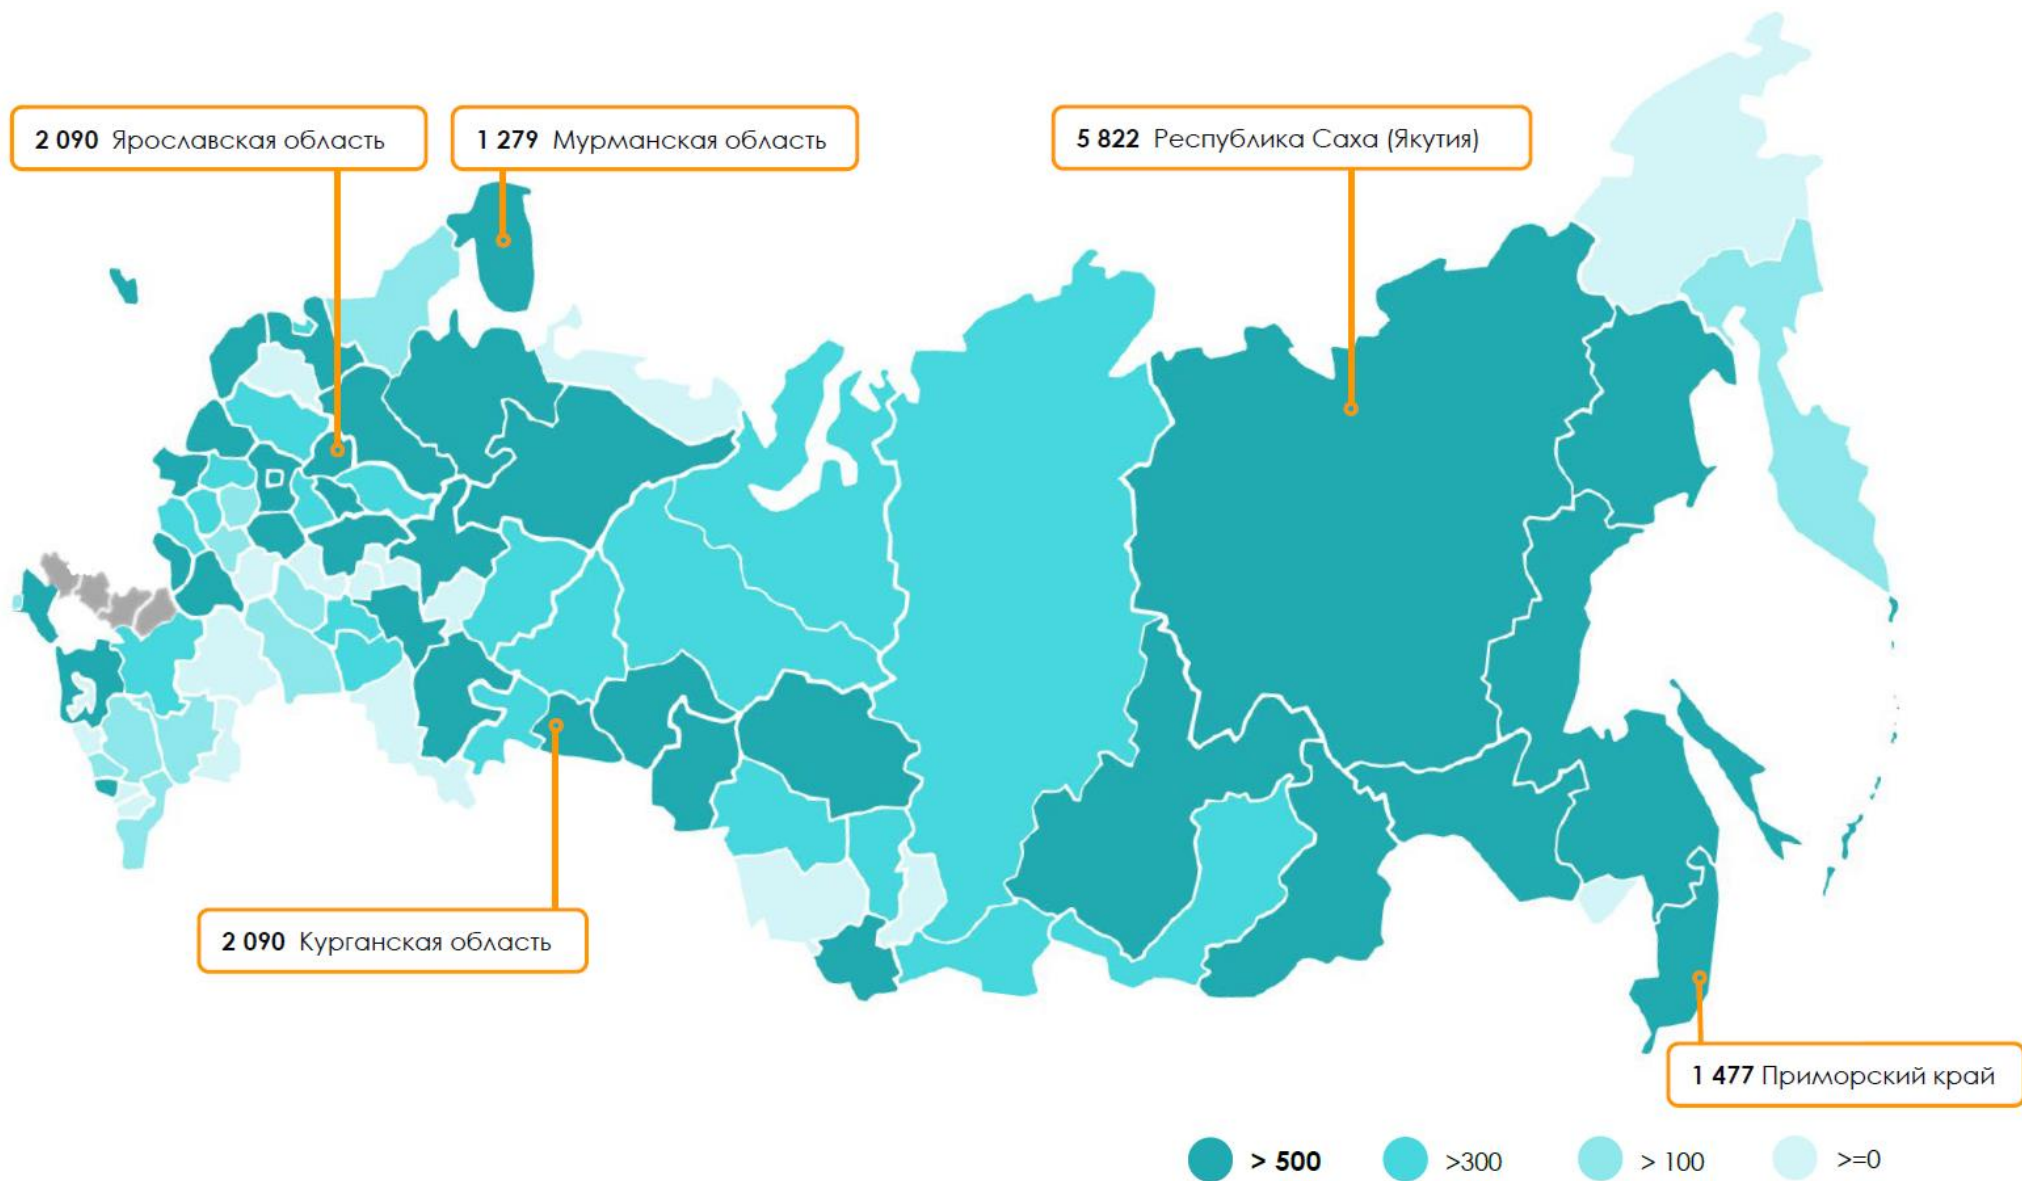 2 090 Ярославская область
1 279 Мурманская область
5 822 Республика Саха (Якутия)
2 090 Курганская область
1 477 Приморский край
> 500
>300
> 100
>=0